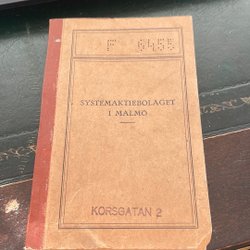 F 6455
SYSTEMAKTIEBOLAGET
I MALMÖ
KORSGATAN 2